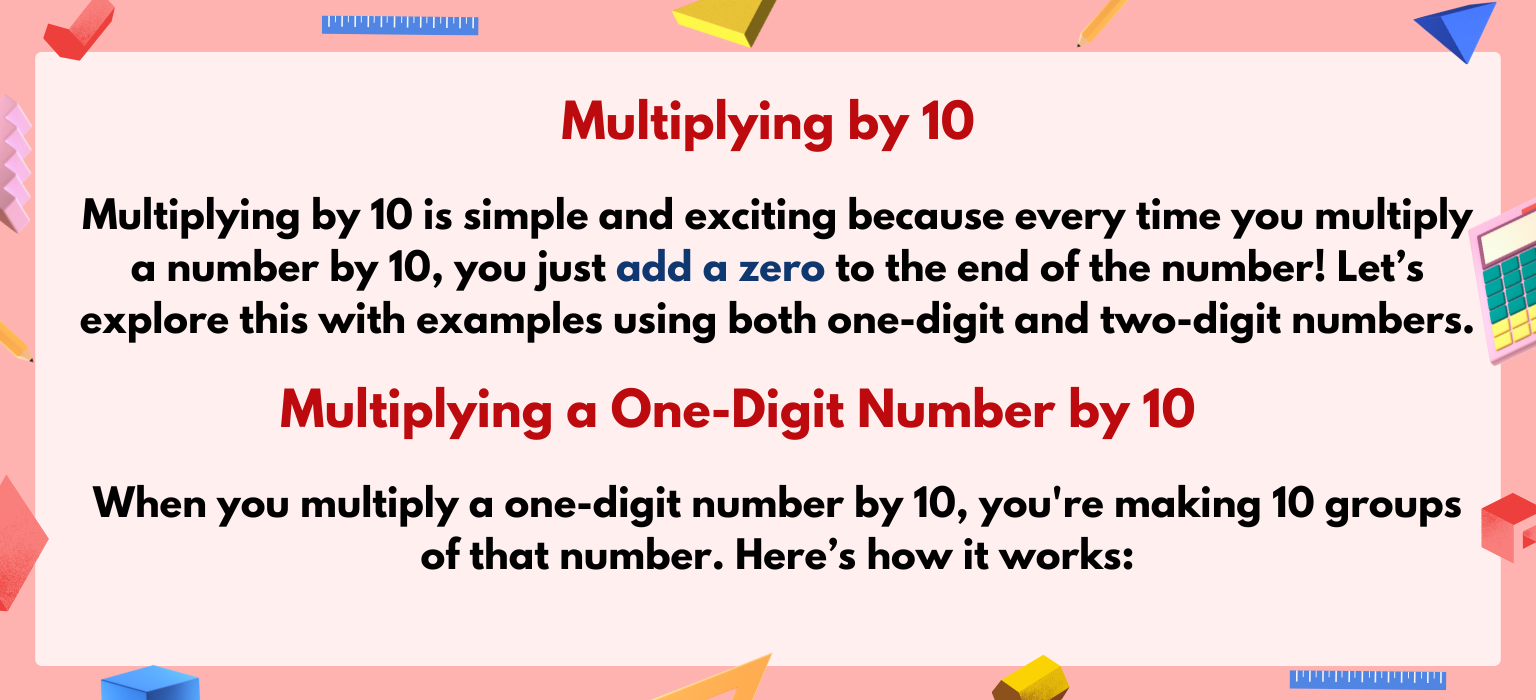 Multiplying by 10
Multiplying by 10 is simple and exciting because every time you multiply
a number by 10, you just add a zero to the end of the number! Let’s
explore this with examples using both one-digit and two-digit numbers.
Multiplying a One-Digit Number by 10
When you multiply a one-digit number by 10, you're making 10 groups
of that number. Here’s how it works: